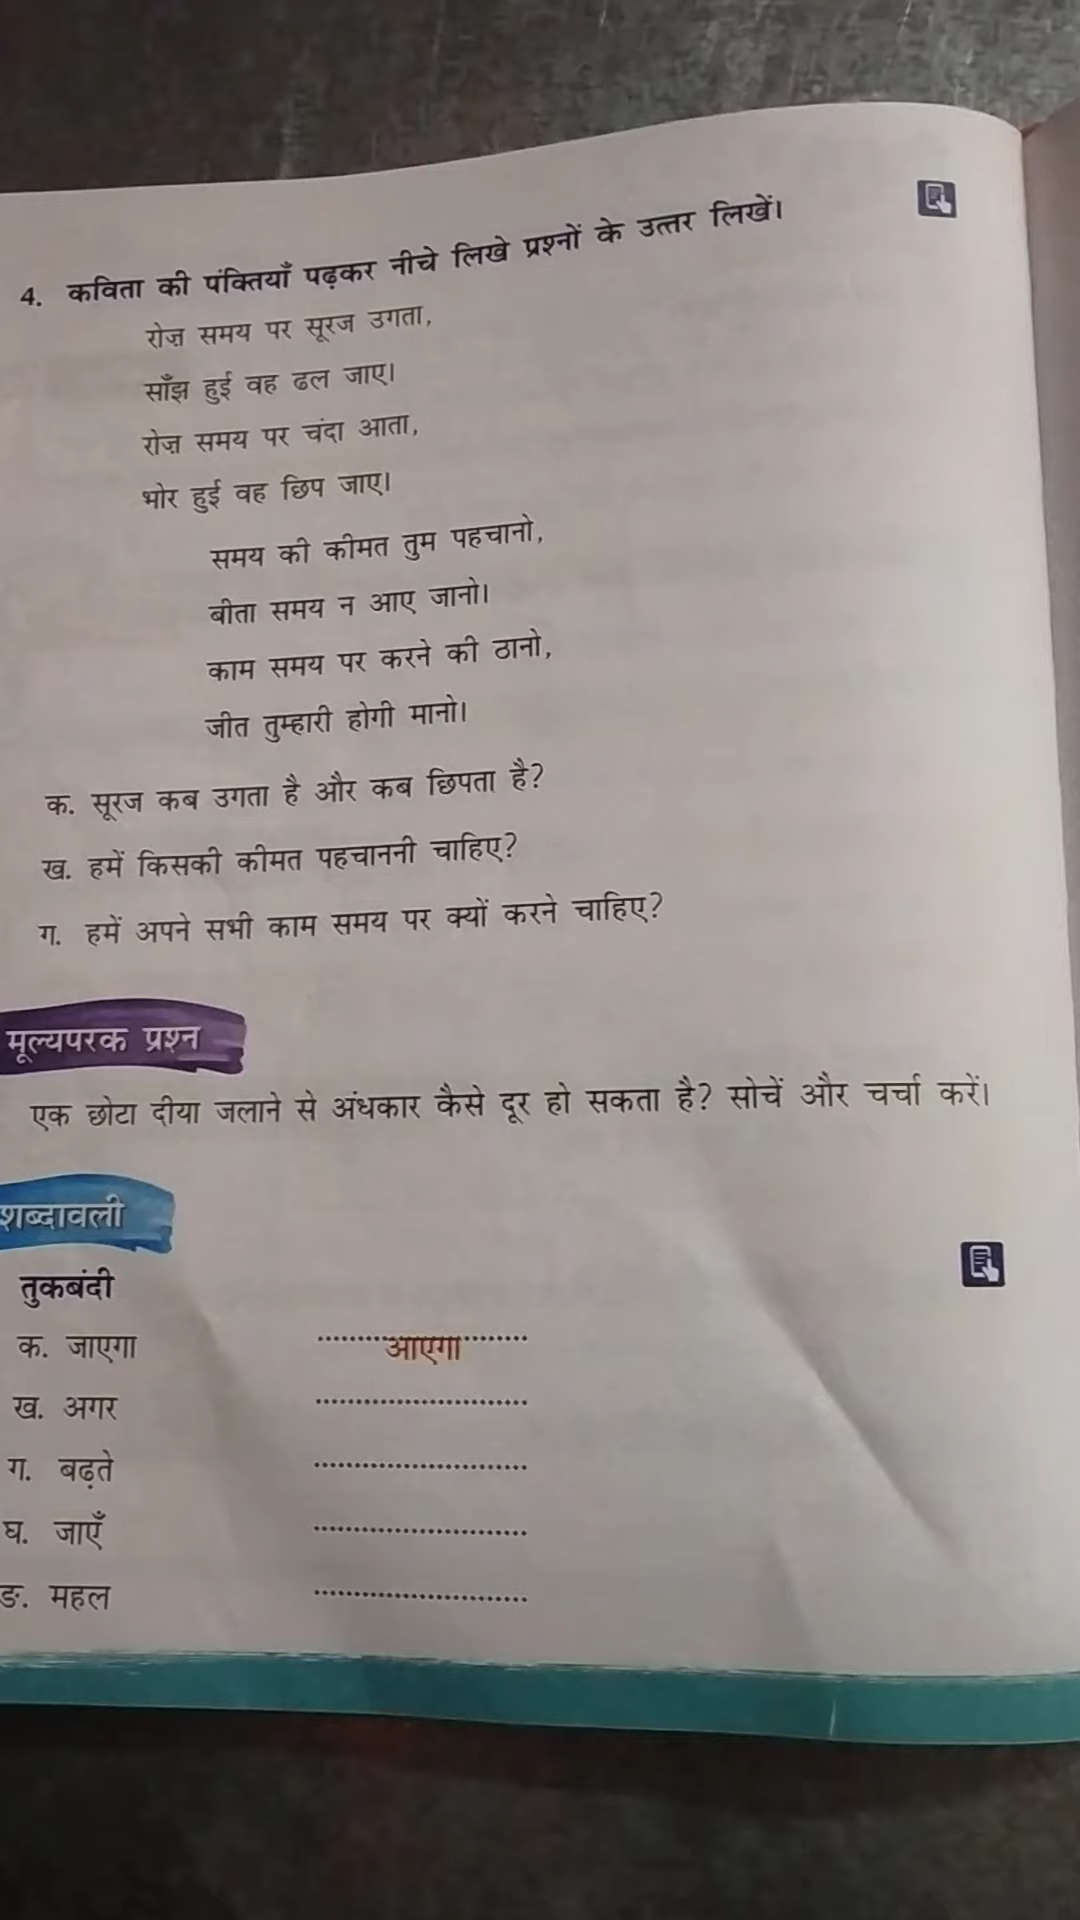 4. कविता की पंक्तियाँ पढ़कर नीचे लिखे प्रश्नों के उत्तर लिखें।
रोज़ समय पर सूरज उगता,
साँझ हुई वह ढल जाए।
रोज़ समय पर चंदा आता,
भोर हुई वह छिप जाए।
समय की कीमत तुम पहचानो,
बीता समय न आए जानो।
काम समय पर करने की ठानो,
जीत तुम्हारी होगी मानो।
क. सूरज कब उगता है और कब छिपता है?
ख. हमें किसकी कीमत पहचाननी चाहिए?
ग. हमें अपने सभी काम समय पर क्यों करने चाहिए?
मूल्यपरक प्रश्न
एक छोटा दीया जलाने से अंधकार कैसे दूर हो सकता है? सोचें और चर्चा करें।
शब्दावली
तुकबंदी
क. जाएगा आएगा
ख. अगर
ग. बढ़ते
घ. जाएँ
ङ. महल